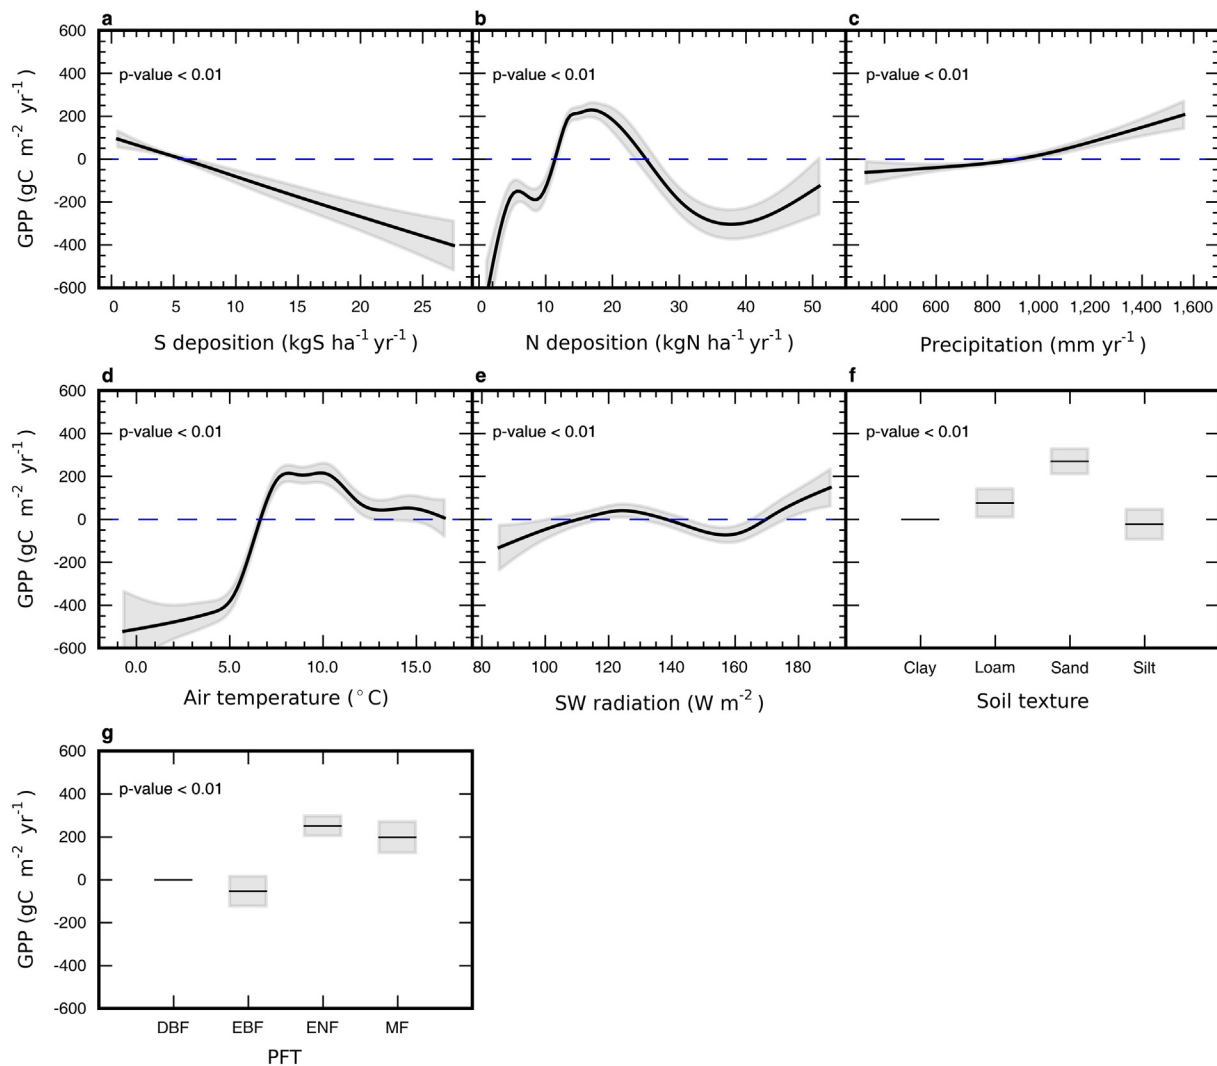 a b c
600
400
200
0
-200
-400
-600
GPP (gC m-2 yr-1)
p-value < 0.01
p-value < 0.01
p-value < 0.01
0 5 10 15 20 25
0 10 20 30 40 50
400 600 800 1,000 1,200 1,400 1,600
S deposition (kgS ha-1 yr-1)
N deposition (kgN ha-1 yr-1)
Precipitation (mm yr-1)
d e f
600
400
200
0
-200
-400
-600
GPP (gC m-2 yr-1)
p-value < 0.01
p-value < 0.01
p-value < 0.01
0.0 5.0 10.0 15.0
80 100 120 140 160 180
Clay Loam Sand Silt
Air temperature (°C)
SW radiation (W m-2)
Soil texture
g
600
400
200
0
-200
-400
-600
GPP (gC m-2 yr-1)
p-value < 0.01
DBF EBF ENF MF
PFT